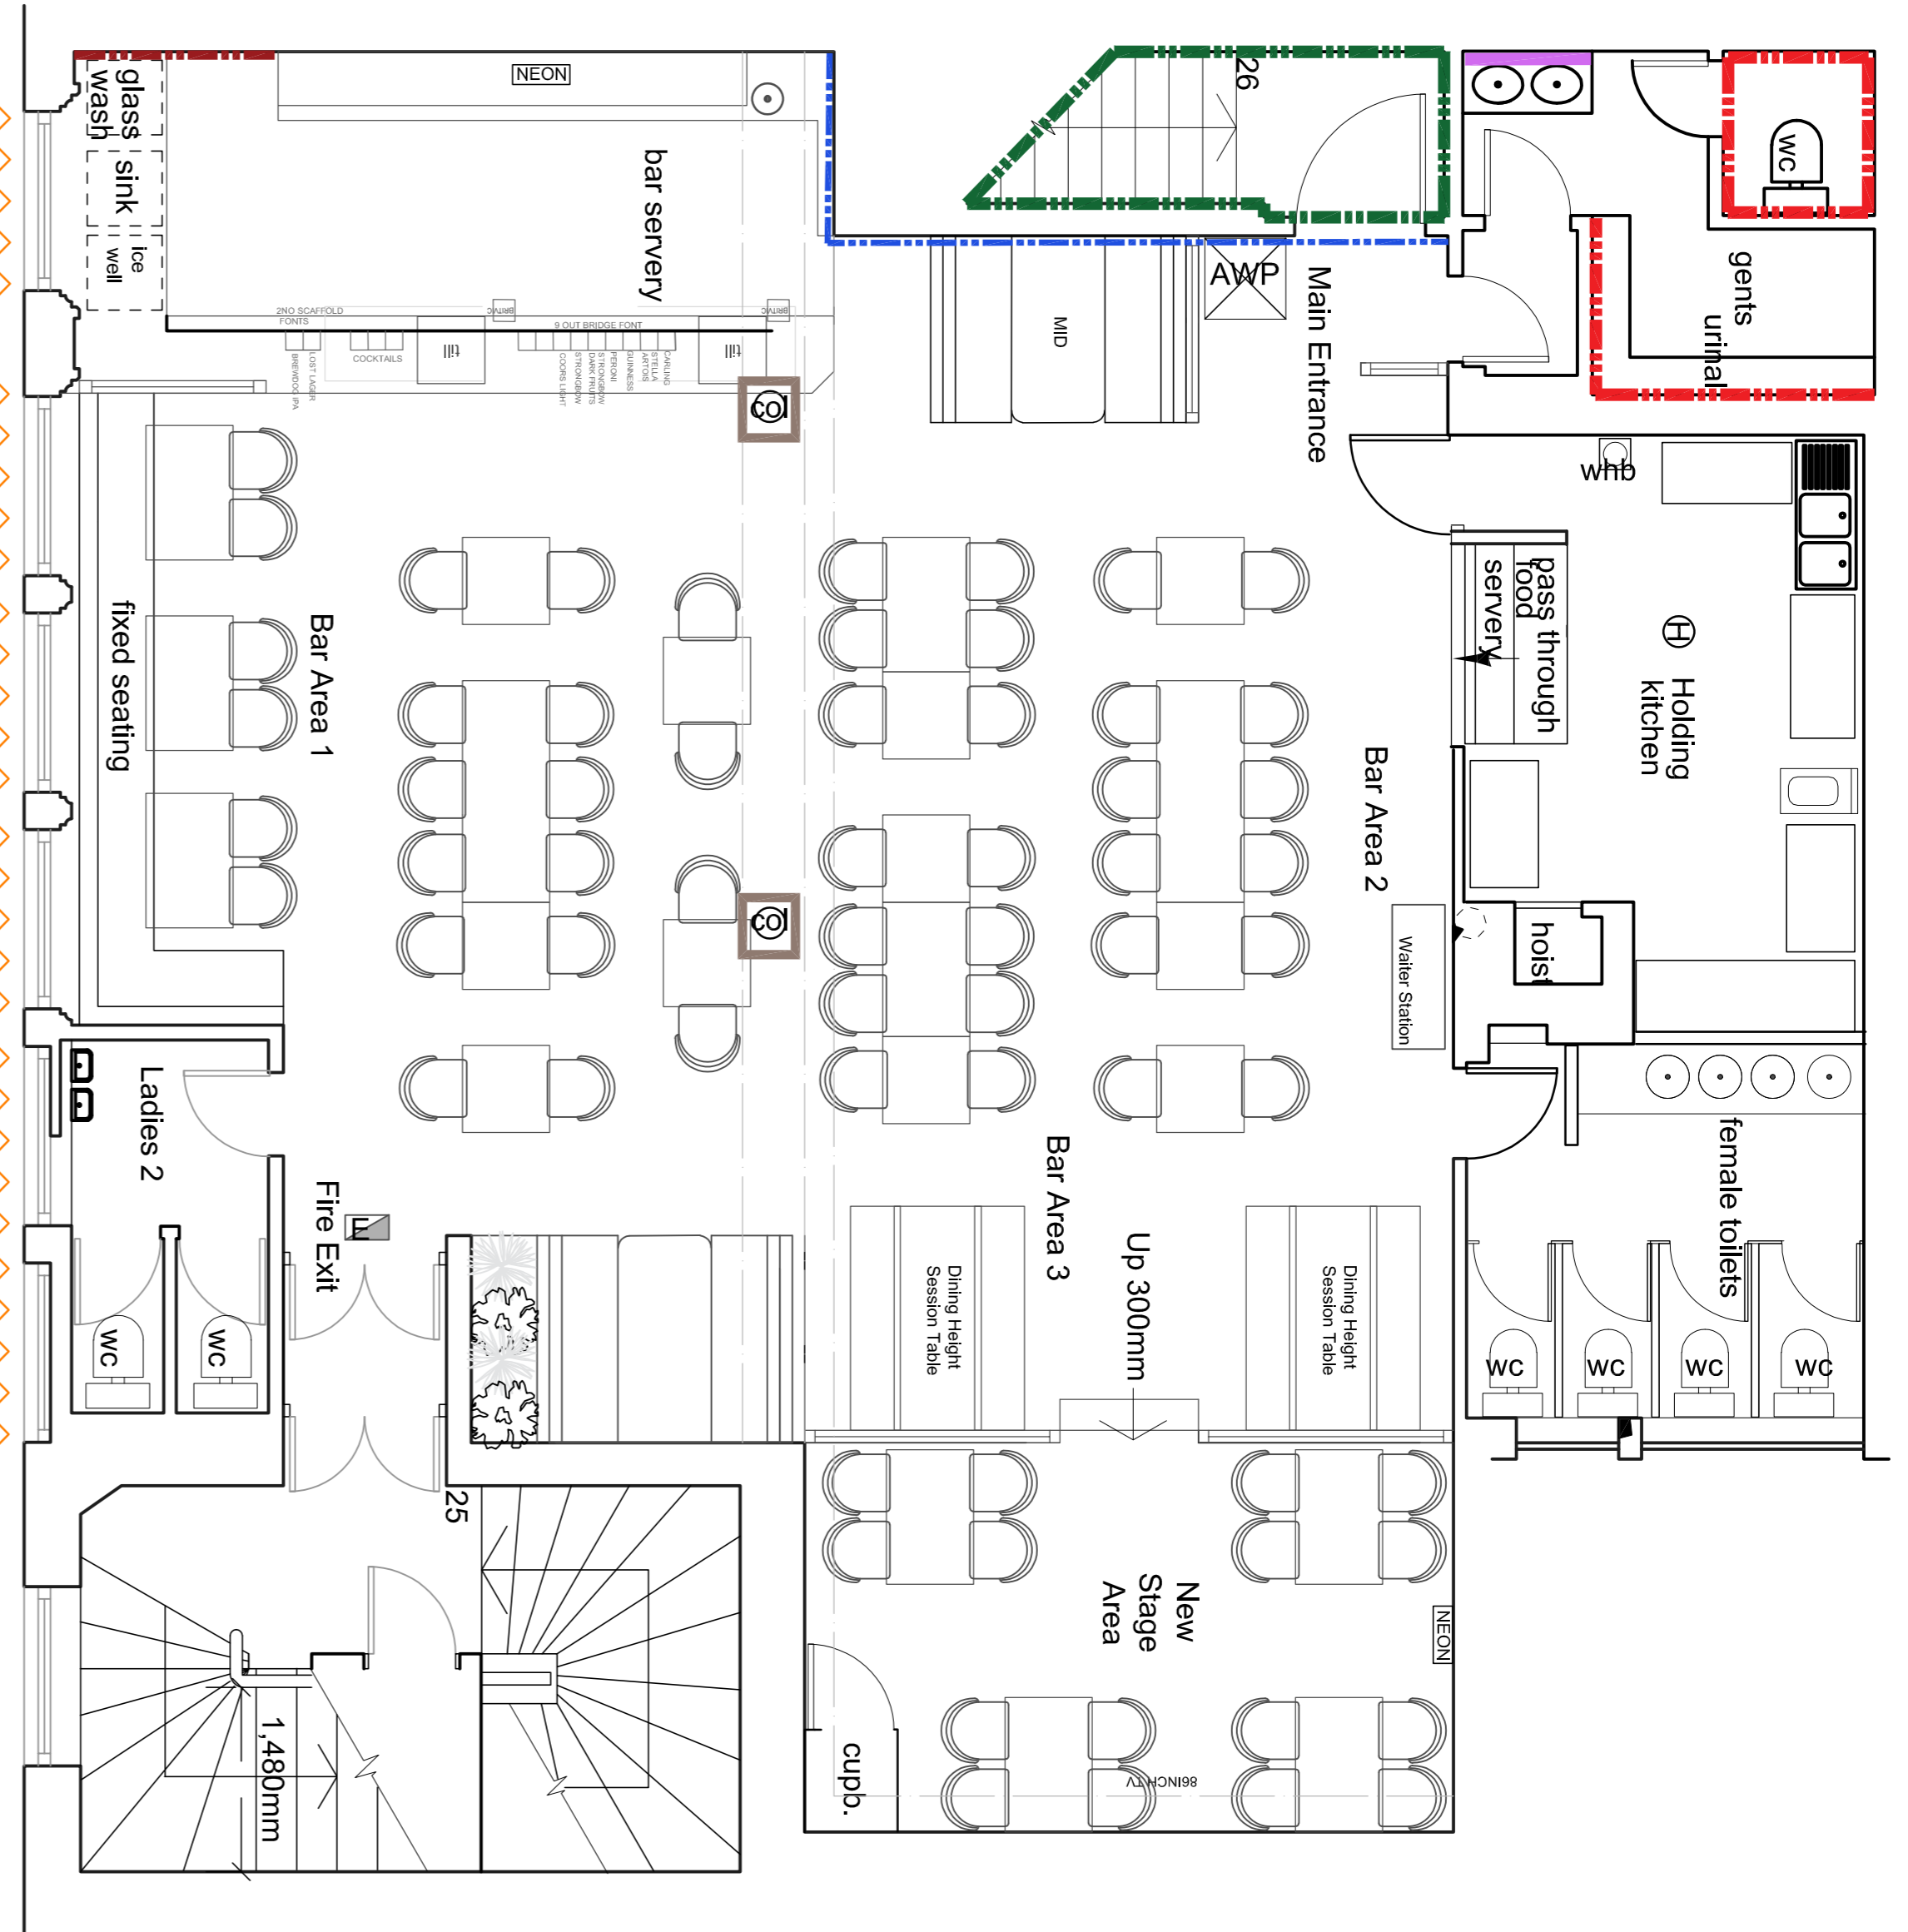 glass
wash
sink
ice
well
NEON
bar servery
2NO SCAFFOLD
FONTS
LOST LAGER
BREWDOG IPA
COCKTAILS
till
BRITVIC
9 OUT BRIDGE FONT
CARLING
STELLA
ARTOIS
GUINNESS
PERONI
STRONGBOW
DARK FRUITS
STRONGBOW
COORS LIGHT
till
BRITVIC
col
26
MID
AWP
Main Entrance
wc
gents
urinal
whb
pass through
food
servery
H
Holding
kitchen
hoist
Bar Area 1
fixed seating
Bar Area 2
Waiter Station
col
Bar Area 3
Ladies 2
wc
wc
Fire Exit
E
Up 300mm
Dining Height
Session Table
Dining Height
Session Table
female toilets
wc
wc
wc
wc
25
1,480mm
New
Stage
Area
NEON
86INCH TV
cupb.